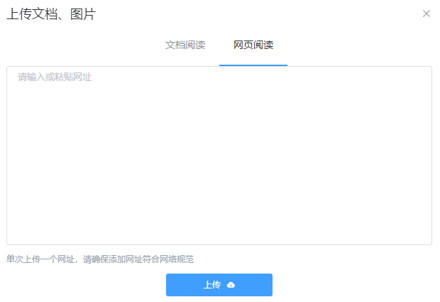 上传文档、图片
文档阅读
网页阅读
请输入或粘贴网址
单次上传一个网址，请确保添加网址符合网络规范
上传